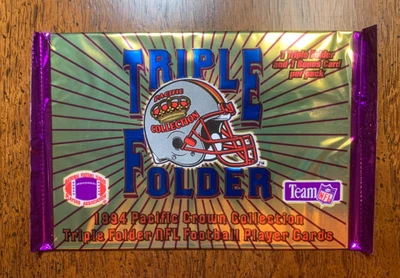 TRIPLE
1 Triple Folder
and 1 Bonus Card
per pack
PACIFIC
COLLECTION
FOLDER
Team NFL
1994 Pacific Crown Collection
Triple Folder/NFL Football Player Cards